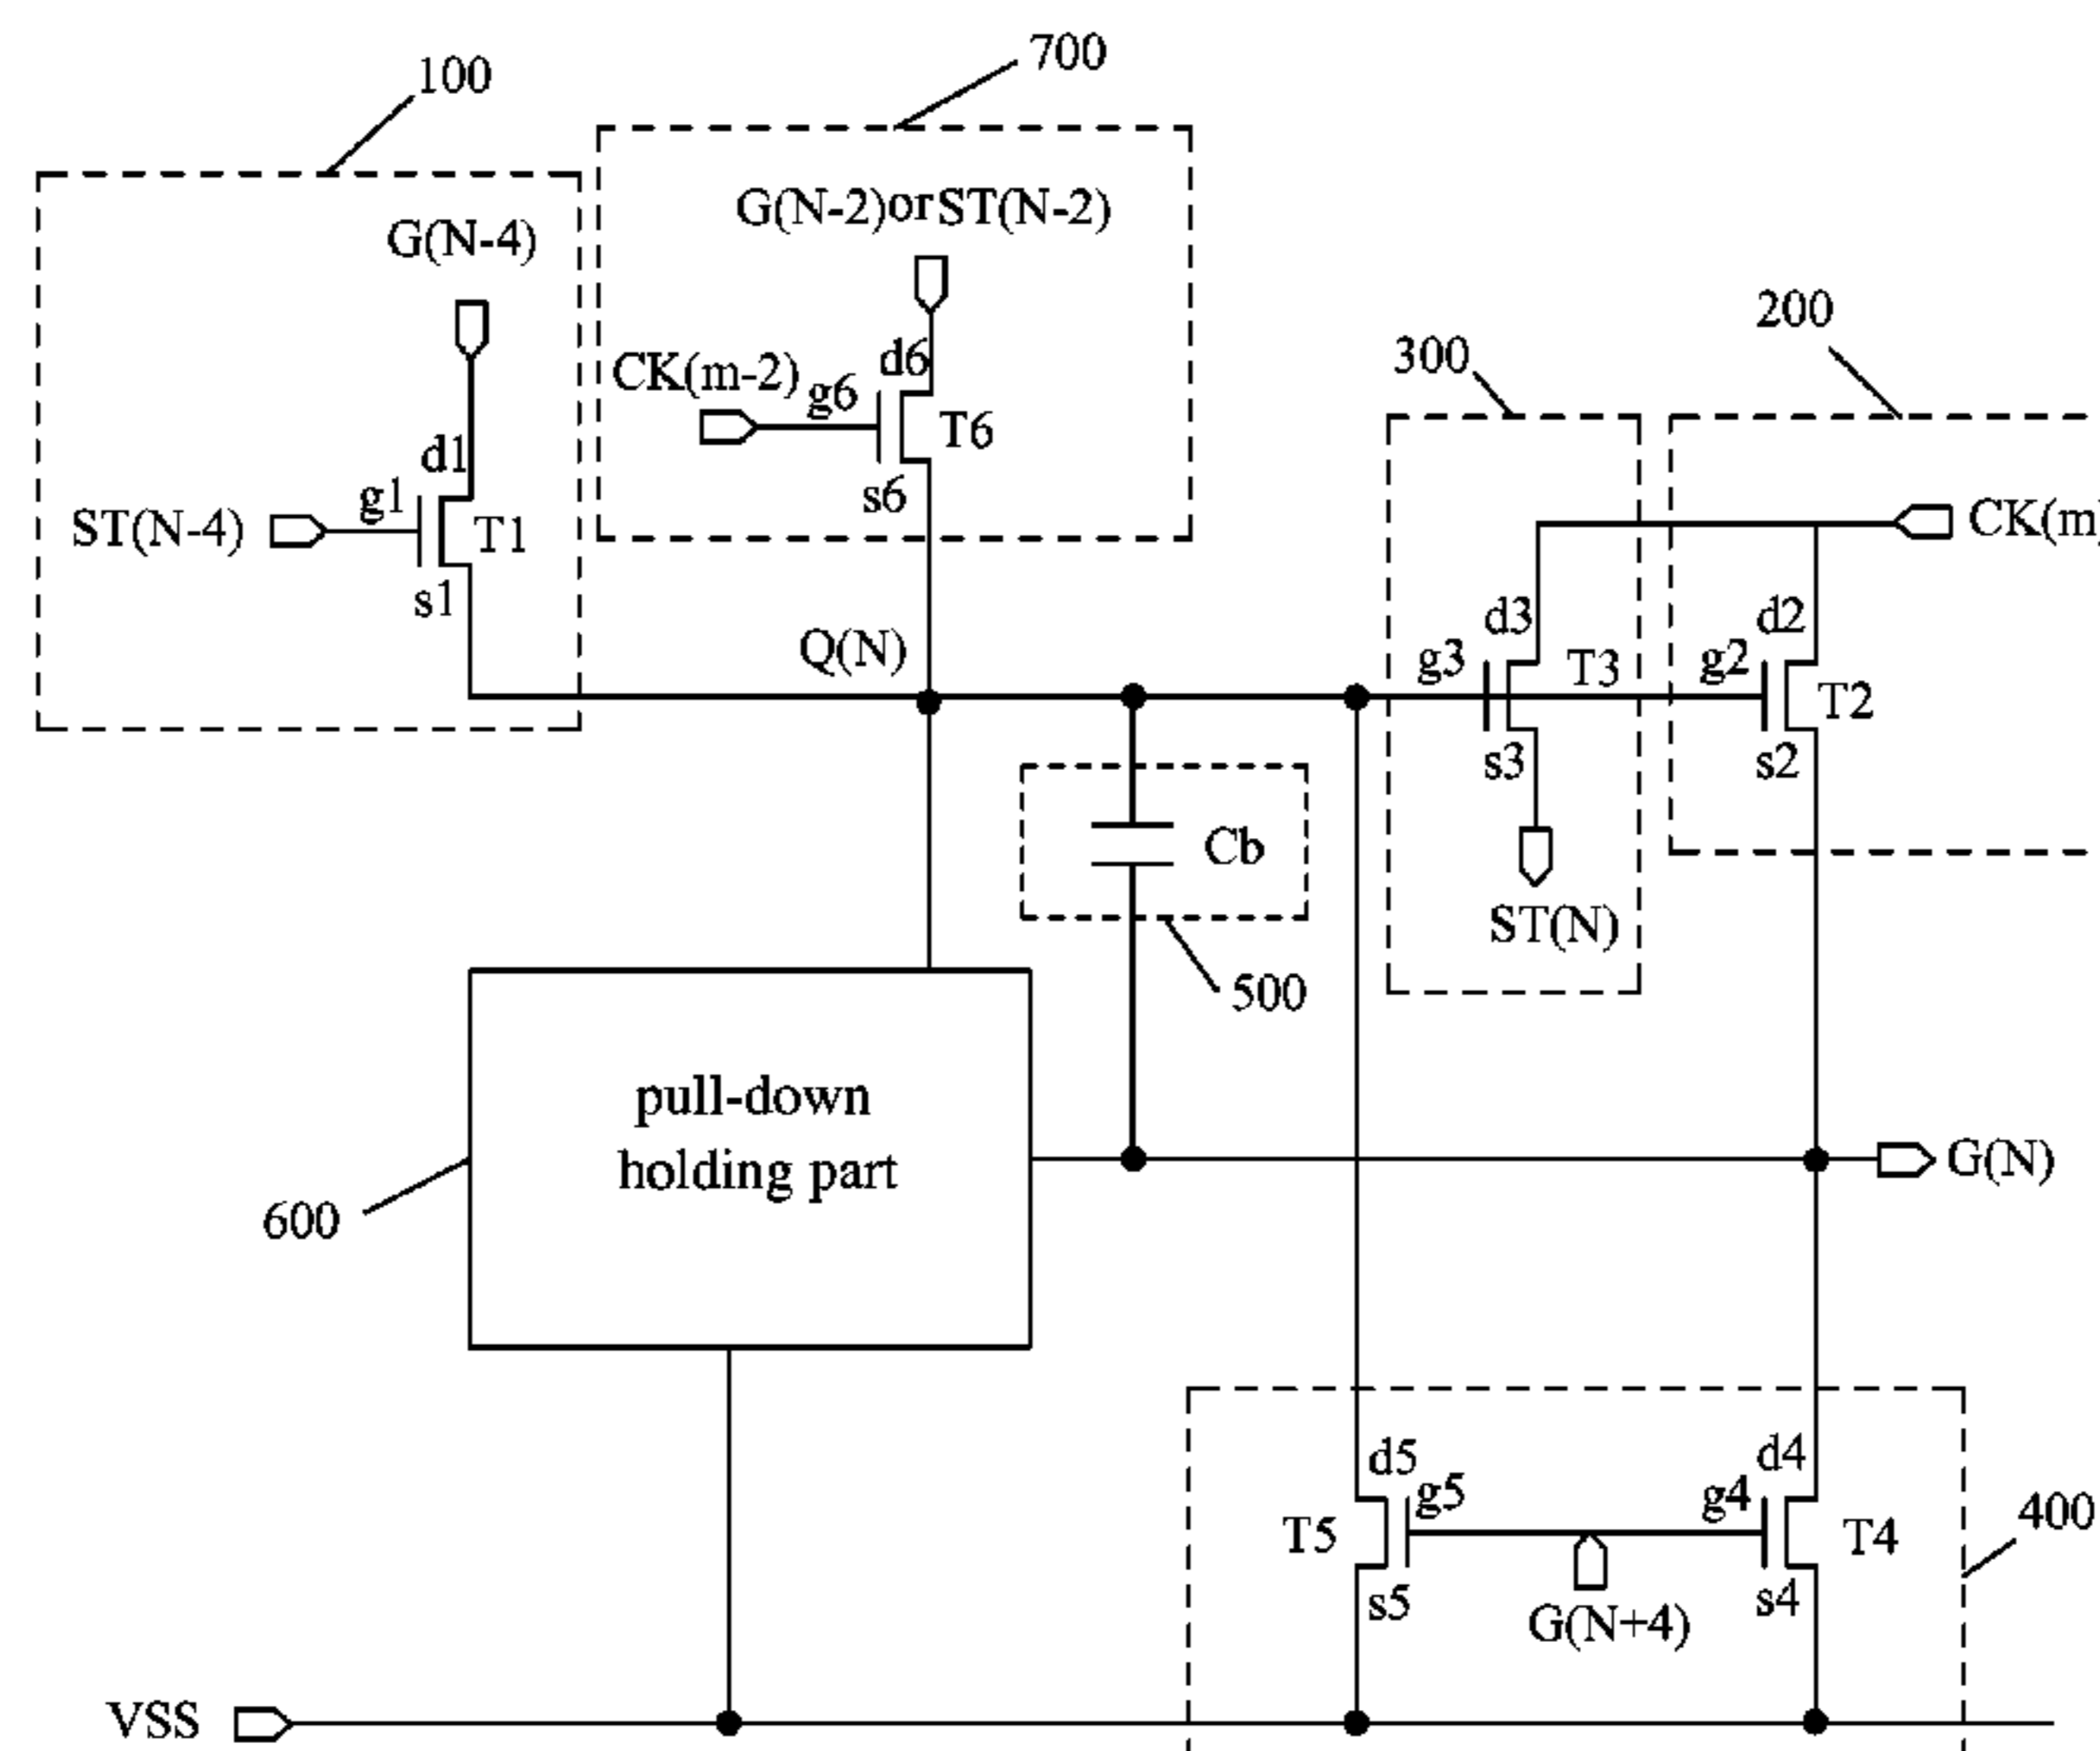 100
700
G(N-4)
G(N-2)orST(N-2)
200
300
CK(m-2)
d6
g6
T6
s6
d1
g1
ST(N-4)
T1
s1
CK(m)
d3
d2
g3
T3
g2
T2
s3
s2
Q(N)
Cb
ST(N)
500
pull-down
holding part
600
G(N)
d5
d4
g5
g4
T5
T4
400
s5
s4
G(N+4)
VSS